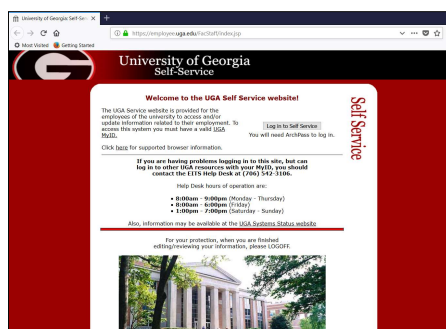 University of Georgia: Self-Serv
https://employee.uga.edu/FacStaff/index.jsp
Most Visited Getting Started
University of Georgia
Self-Service
Welcome to the UGA Self Service website!
The UGA Service website is provided for the
employees of the university to access and/or
update information related to their employment. To
access this system you must have a valid UGA
MyID.
Log in to Self Service
You will need ArchPass to log in.
Click here for supported browser information.
Self Service
If you are having problems logging in to this site, but can
log in to other UGA resources with your MyID, you should
contact the EITS Help Desk at (706) 542-3106.
Help Desk hours of operation are:
• 8:00am - 9:00pm (Monday - Thursday)
• 8:00am - 6:00pm (Friday)
• 1:00pm - 7:00pm (Saturday - Sunday)
Also, information may be available at the UGA Systems Status website
For your protection, when you are finished
editing/reviewing your information, please LOGOFF.